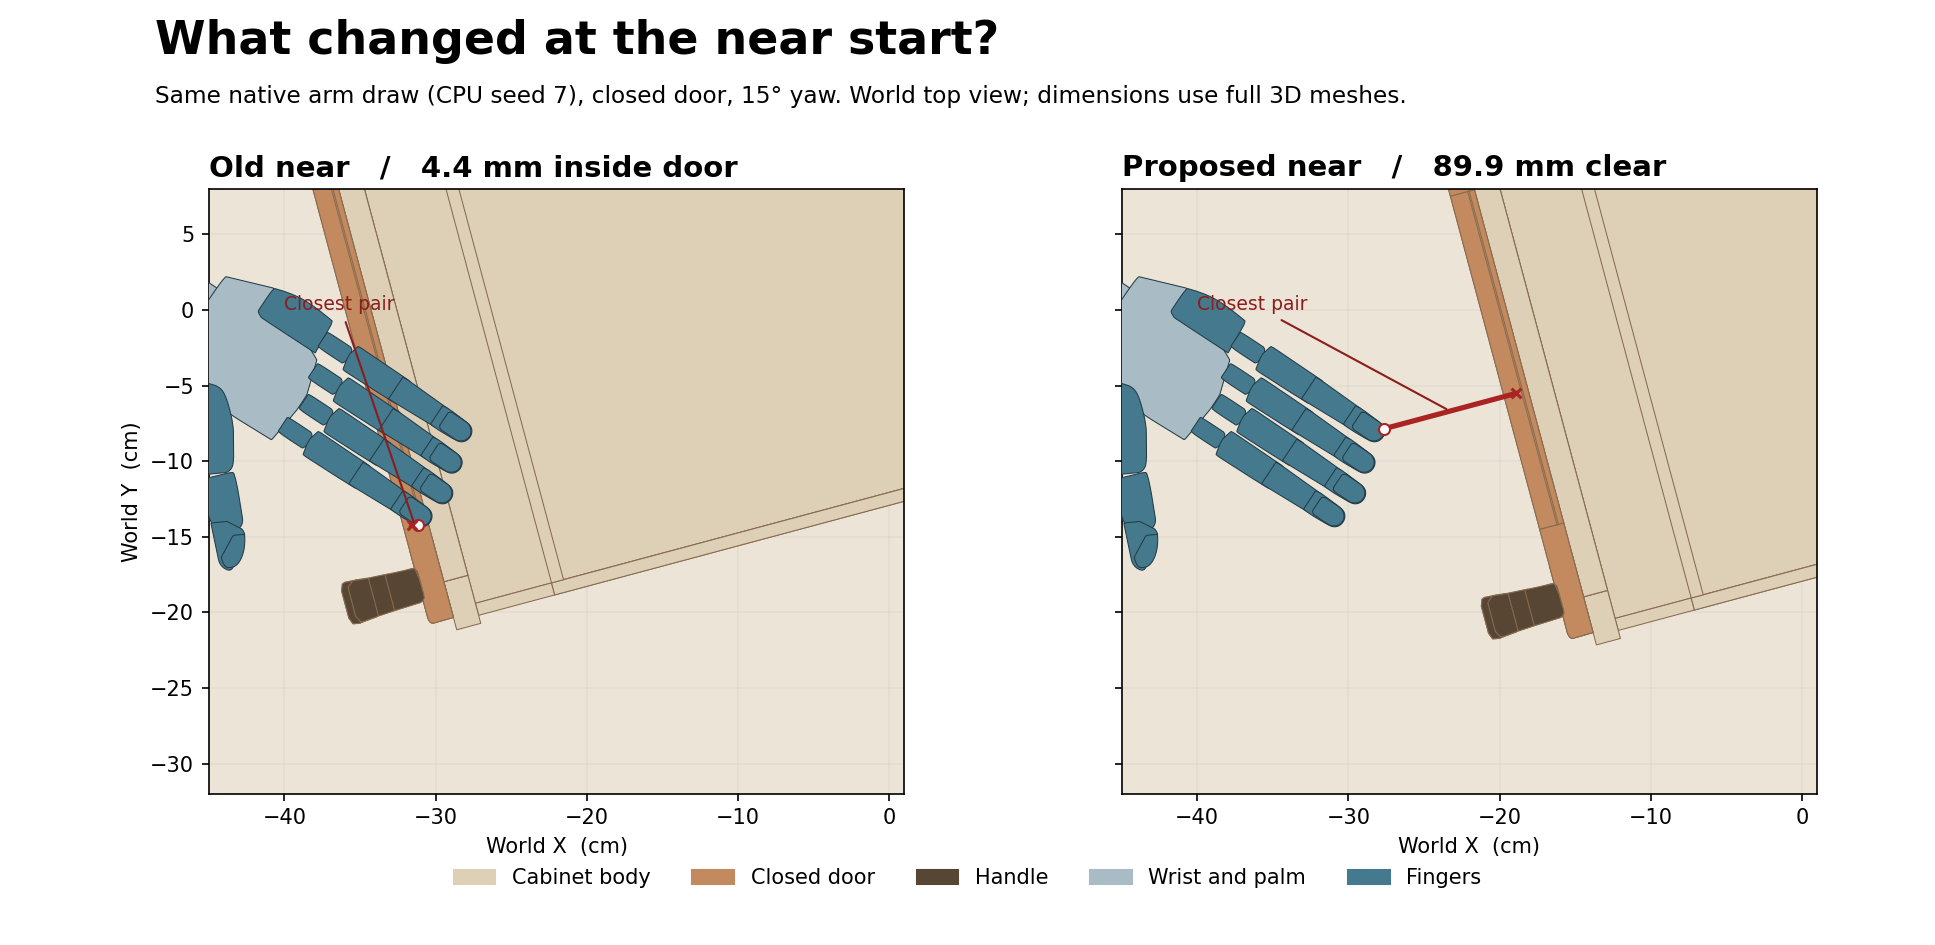 What changed at the near start?
Same native arm draw (CPU seed 7), closed door, 15° yaw. World top view; dimensions use full 3D meshes.
Old near / 4.4 mm inside door
Proposed near / 89.9 mm clear
Closest pair
Closest pair
5
0
−5
−10
−15
−20
−25
−30
World Y (cm)
−40 −30 −20 −10 0
−40 −30 −20 −10 0
World X (cm)
World X (cm)
Cabinet body Closed door Handle Wrist and palm Fingers